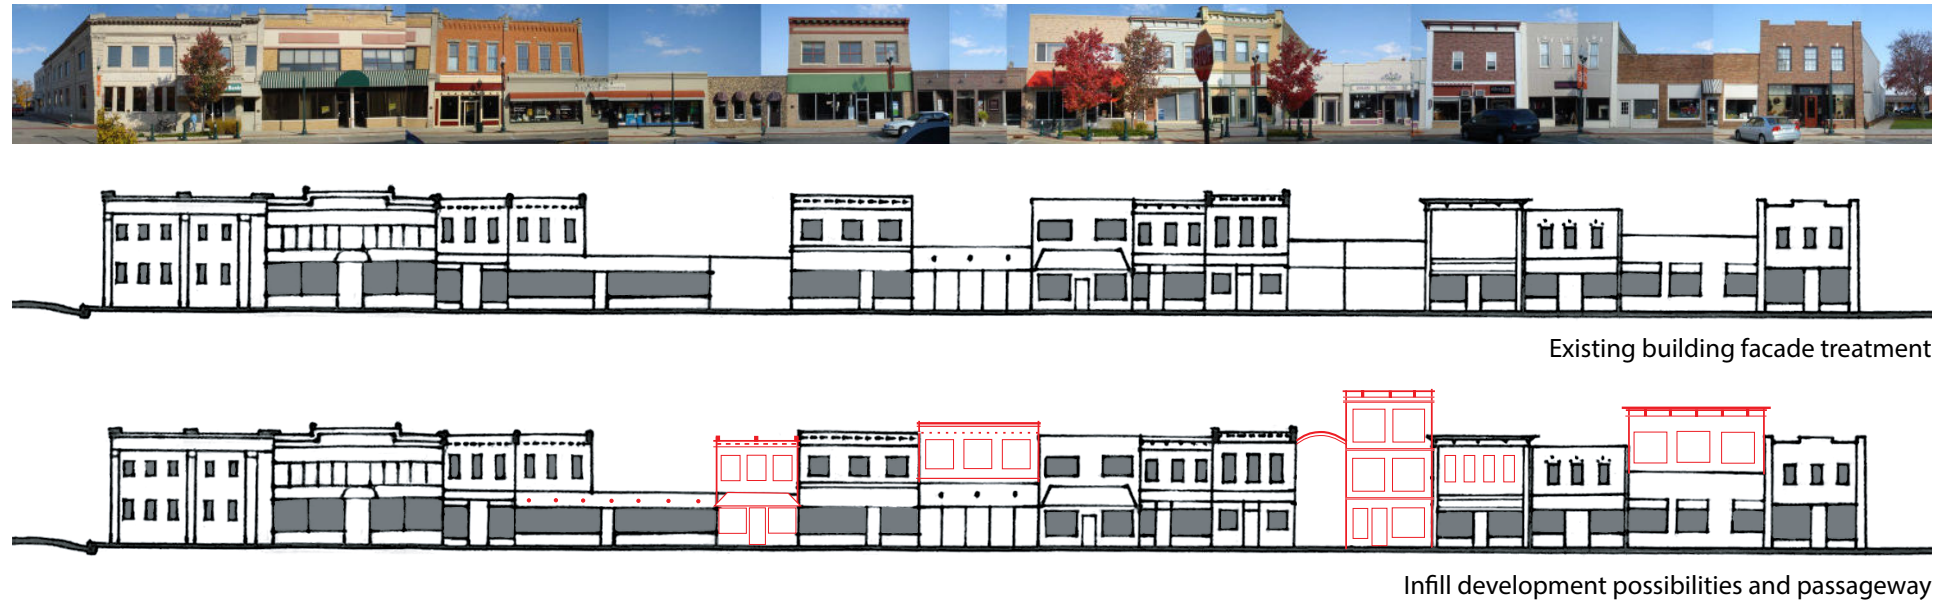 Existing building facade treatment
Infill development possibilities and passageway